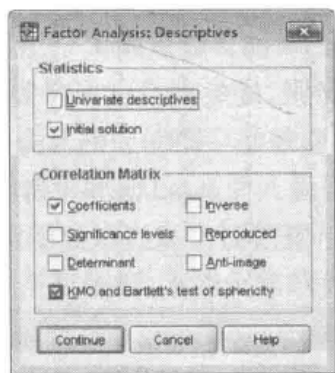 Factor Analysis: Descriptives
Statistics
Univariate descriptives
Initial solution
Correlation Matrix
Coefficients Inverse
Significance levels Reproduced
Determinant Anti-image
KMO and Bartlett's test of sphericity
Continue Cancel Help